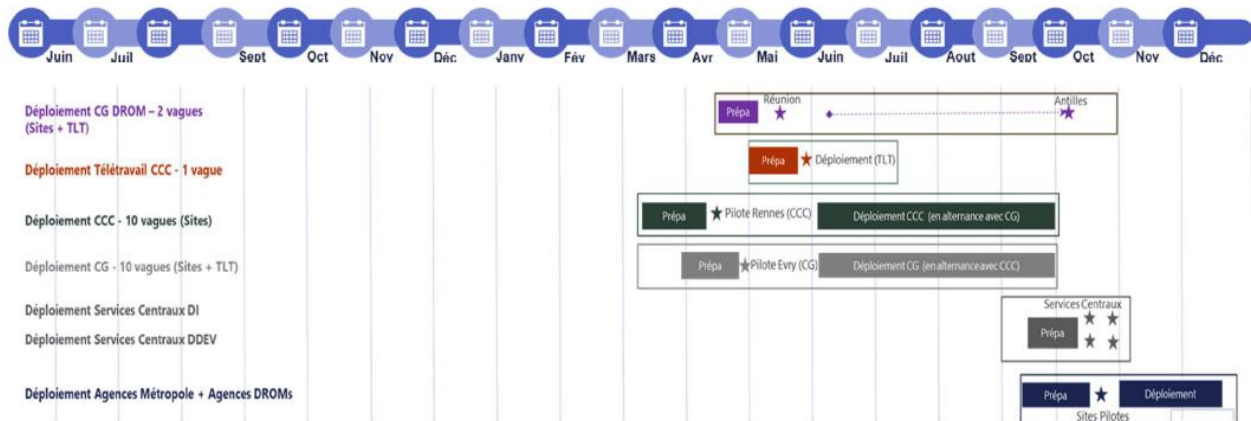 Juin Juil Sept Oct Nov Déc Janv Fév Mars Avr Mai Juin Juil Aout Sept Oct Nov Déc
Déploiement CG DROM – 2 vagues
(Sites + TLT)
Prépa
Réunion
Antilles
Déploiement Télétravail CCC - 1 vague
Prépa
Déploiement (TLT)
Déploiement CCC - 10 vagues (Sites)
Prépa
Pilote Rennes (CCC)
Déploiement CCC (en alternance avec CG)
Déploiement CG - 10 vagues (Sites + TLT)
Prépa
Pilote Evry (CG)
Déploiement CG (en alternance avec CCC)
Déploiement Services Centraux DI
Services Centraux
Déploiement Services Centraux DDEV
Prépa
Déploiement Agences Métropole + Agences DROMs
Prépa
Déploiement
Sites Pilotes